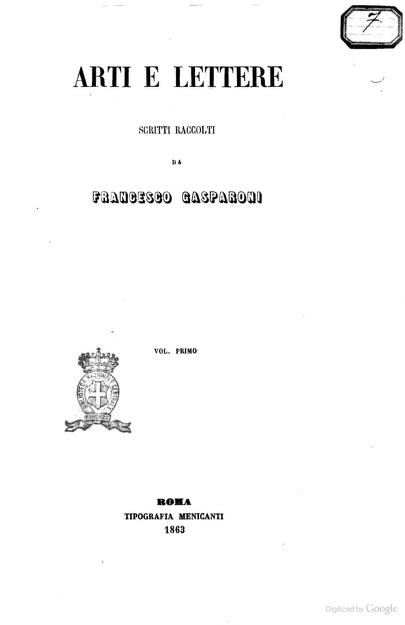 7.
ARTI E LETTERE
SCRITTI RACCOLTI
DA
FRANCESCO GASPARONI
VOL. PRIMO
ROMA
TIPOGRAFIA MENICANTI
1863
Digitized by Google